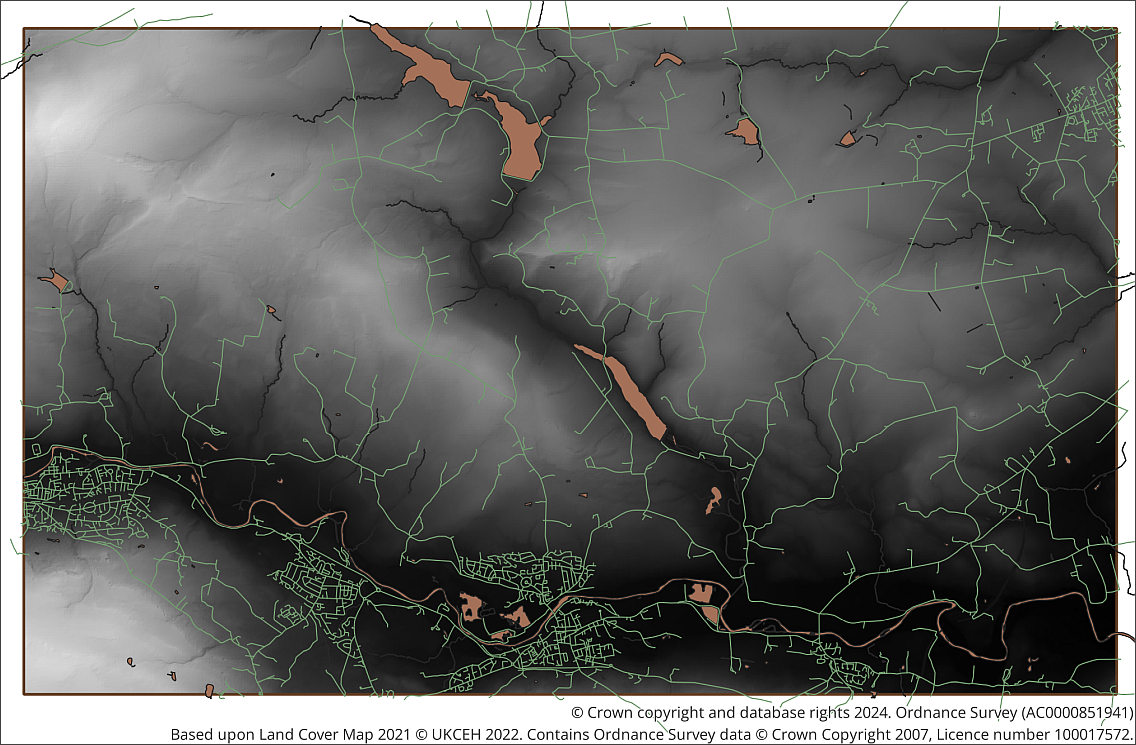 © Crown copyright and database rights 2024. Ordnance Survey (AC0000851941)
Based upon Land Cover Map 2021 © UKCEH 2022. Contains Ordnance Survey data © Crown Copyright 2007, Licence number 100017572.